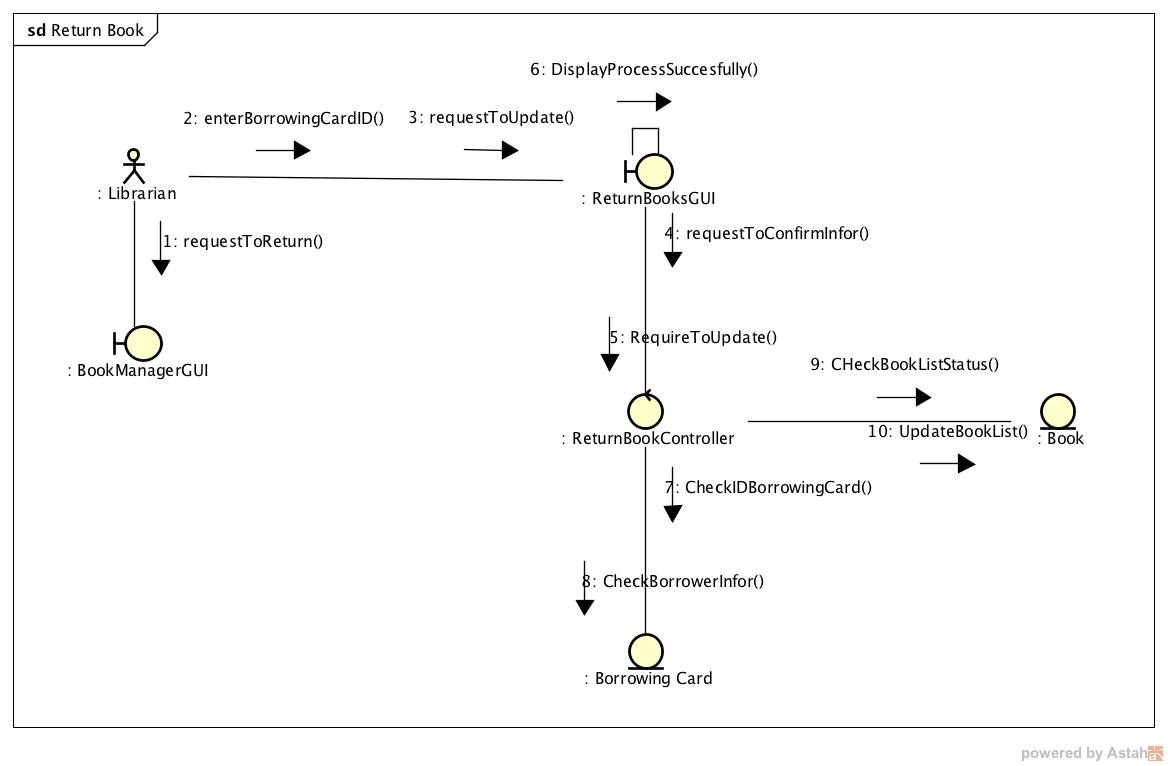 sd Return Book
6: DisplayProcessSuccesfully()
2: enterBorrowingCardID()
3: requestToUpdate()
: Librarian
: ReturnBooksGUI
1: requestToReturn()
4: requestToConfirmInfor()
5: RequireToUpdate()
: BookManagerGUI
9: CHeckBookListStatus()
10: UpdateBookList()
: ReturnBookController
: Book
7: CheckIDBorrowingCard()
8: CheckBorrowerInfor()
: Borrowing Card
powered by Astah